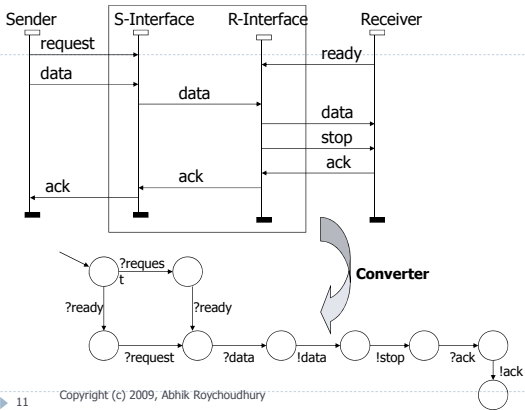 Sender S-Interface R-Interface Receiver
request
ready
data
data
data
stop
ack
ack
ack
Converter
?reques
t
?ready
?ready
?request
?data
!data
!stop
?ack
!ack
11 Copyright (c) 2009, Abhik Roychoudhury